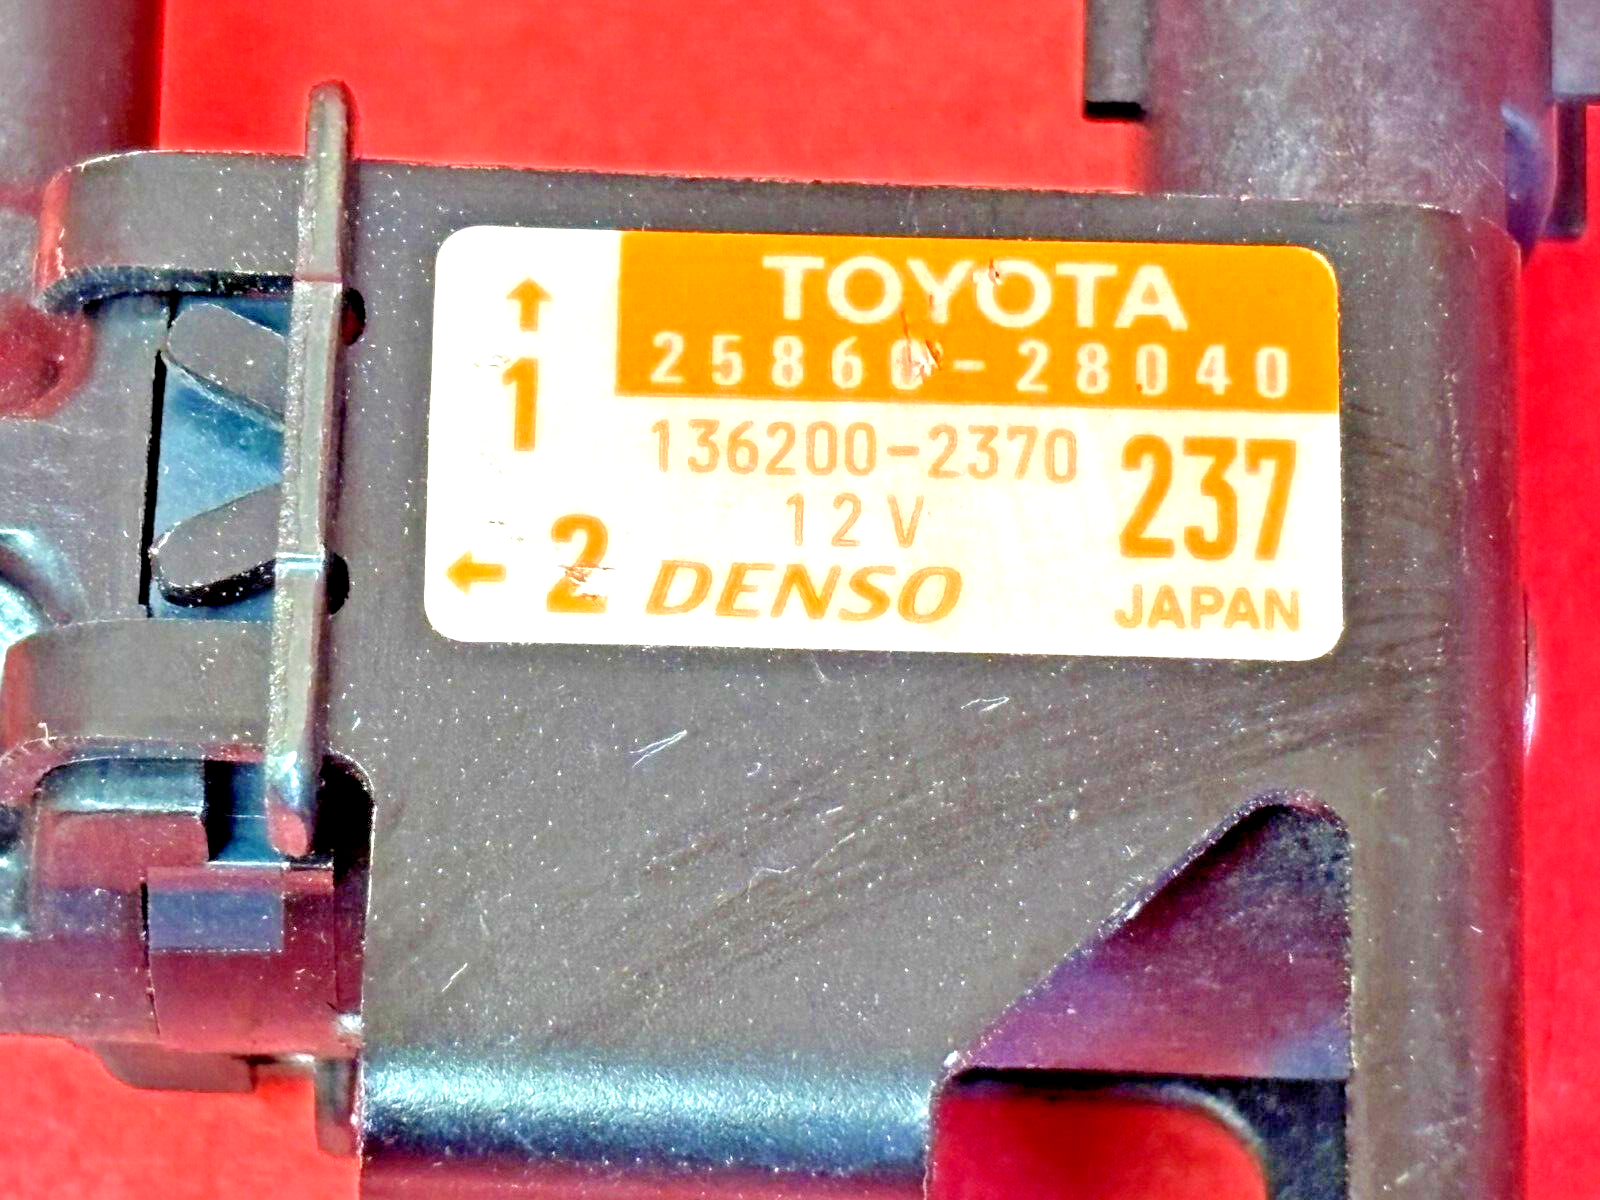 TOYOTA
25860-28040
↑
1
136200-2370
237
12V
← 2
DENSO
JAPAN